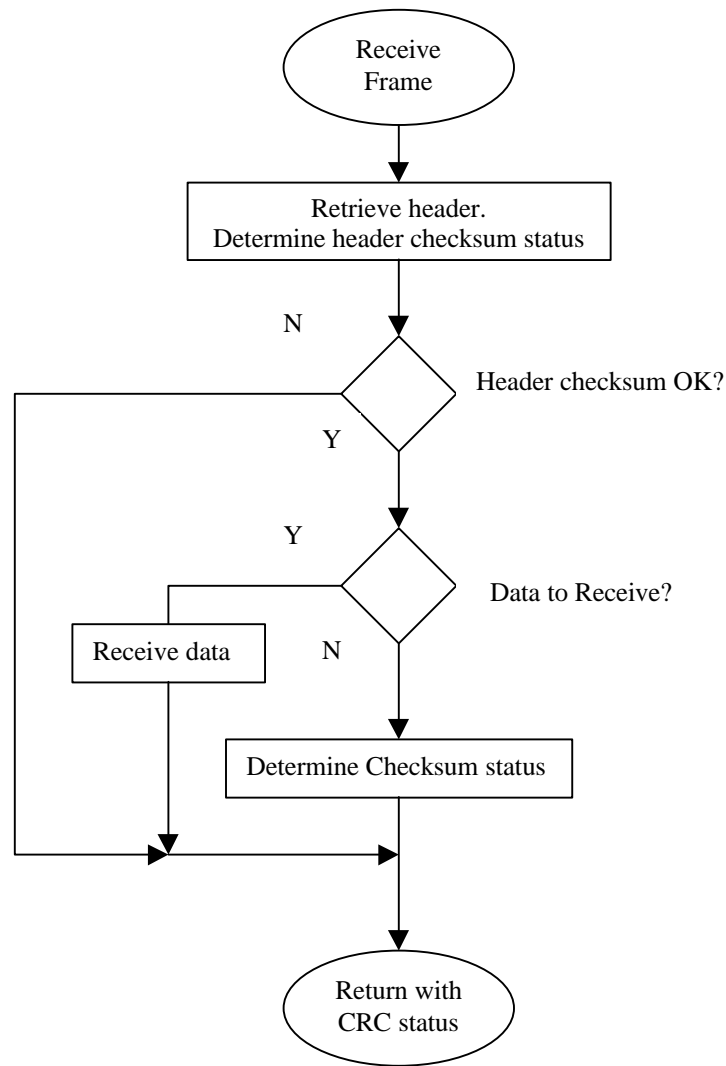 Receive
Frame
Retrieve header.
Determine header checksum status
N
Header checksum OK?
Y
Y
Data to Receive?
Receive data
N
Determine Checksum status
Return with
CRC status